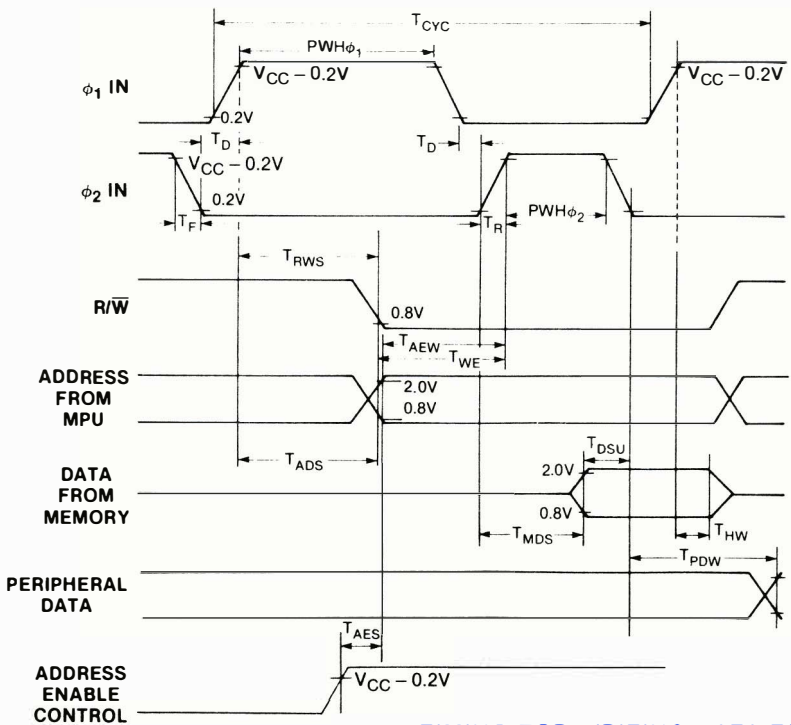 T_CYC
PWHϕ₁
V_CC − 0.2V
V_CC − 0.2V
ϕ₁ IN
0.2V
T_D
T_D
V_CC − 0.2V
ϕ₂ IN
0.2V
T_F
T_R
PWHϕ₂
T_RWS
R/W̅
0.8V
T_AEW
T_WE
ADDRESS
FROM
MPU
2.0V
0.8V
T_ADS
T_DSU
DATA
FROM
MEMORY
2.0V
0.8V
T_MDS
T_HW
T_PDW
PERIPHERAL
DATA
T_AES
ADDRESS
ENABLE
CONTROL
V_CC − 0.2V